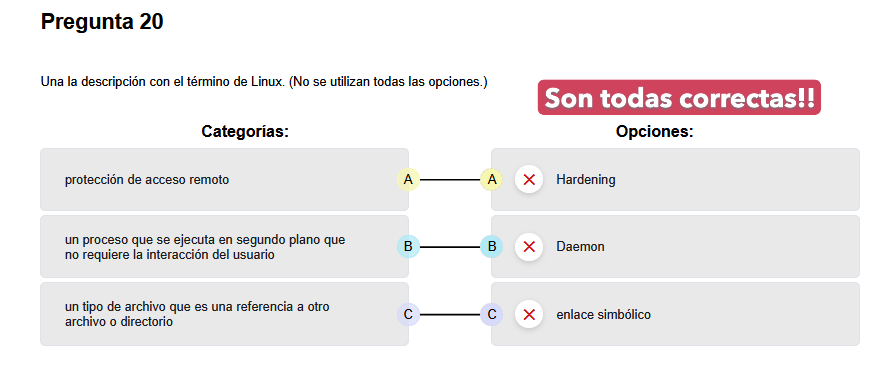 Pregunta 20
Una la descripción con el término de Linux. (No se utilizan todas las opciones.)
Son todas correctas!!
Categorías:
Opciones:
protección de acceso remoto
A
A
Hardening
un proceso que se ejecuta en segundo plano que
no requiere la interacción del usuario
B
B
Daemon
un tipo de archivo que es una referencia a otro
archivo o directorio
C
C
enlace simbólico